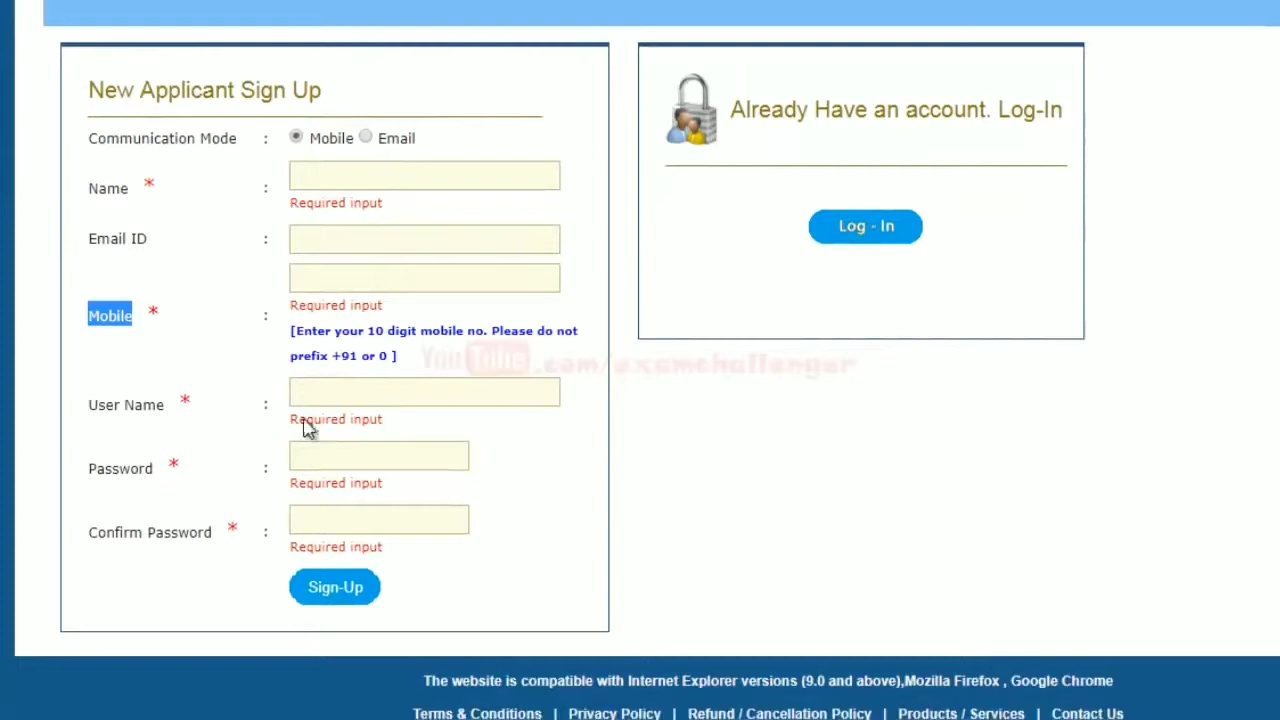 New Applicant Sign Up
Communication Mode : Mobile Email
Name * :
Required input
Email ID :
Mobile * :
Required input
[Enter your 10 digit mobile no. Please do not
prefix +91 or 0 ]
User Name * :
Required input
Password * :
Required input
Confirm Password * :
Required input
Sign-Up
Already Have an account. Log-In
Log - In
YouTube.com/examchallenger
The website is compatible with Internet Explorer versions (9.0 and above),Mozilla Firefox , Google Chrome
Terms & Conditions | Privacy Policy | Refund / Cancellation Policy | Products / Services | Contact Us